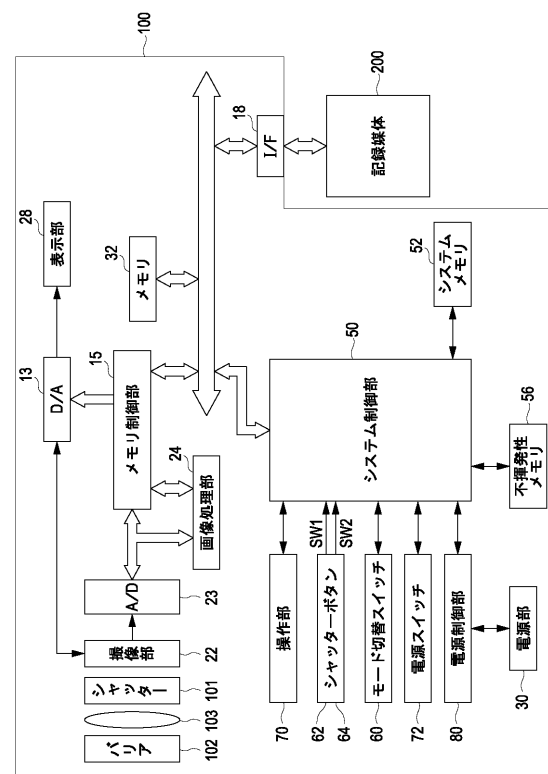 100
28
表示部
13
D/A
32
メモリ
15
メモリ制御部
24
画像処理部
A/D
23
撮像部
22
シャッター
101
103
バリア
102
18
I/F
200
記録媒体
50
システム制御部
52
システム
メモリ
56
不揮発性
メモリ
SW1
SW2
操作部
70
シャッターボタン
62
64
モード切替スイッチ
60
電源スイッチ
72
電源制御部
80
電源部
30